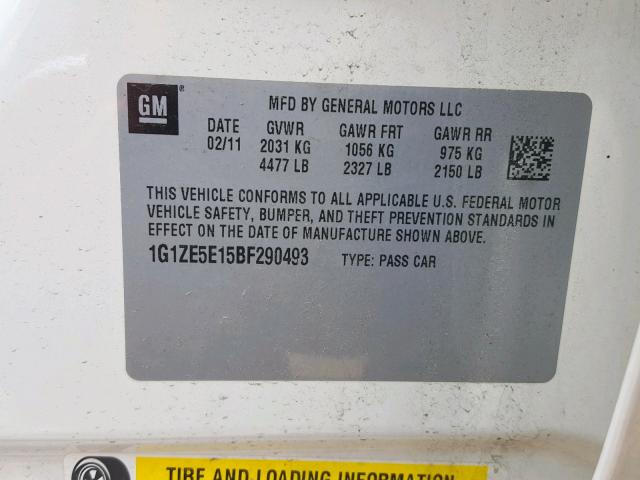 GM®
MFD BY GENERAL MOTORS LLC
DATE GVWR GAWR FRT GAWR RR
02/11 2031 KG 1056 KG 975 KG
4477 LB 2327 LB 2150 LB
THIS VEHICLE CONFORMS TO ALL APPLICABLE U.S. FEDERAL MOTOR
VEHICLE SAFETY, BUMPER, AND THEFT PREVENTION STANDARDS IN
EFFECT ON THE DATE OF MANUFACTURE SHOWN ABOVE.
1G1ZE5E15BF290493 TYPE: PASS CAR
TIRE AND LOADING INFORMATION